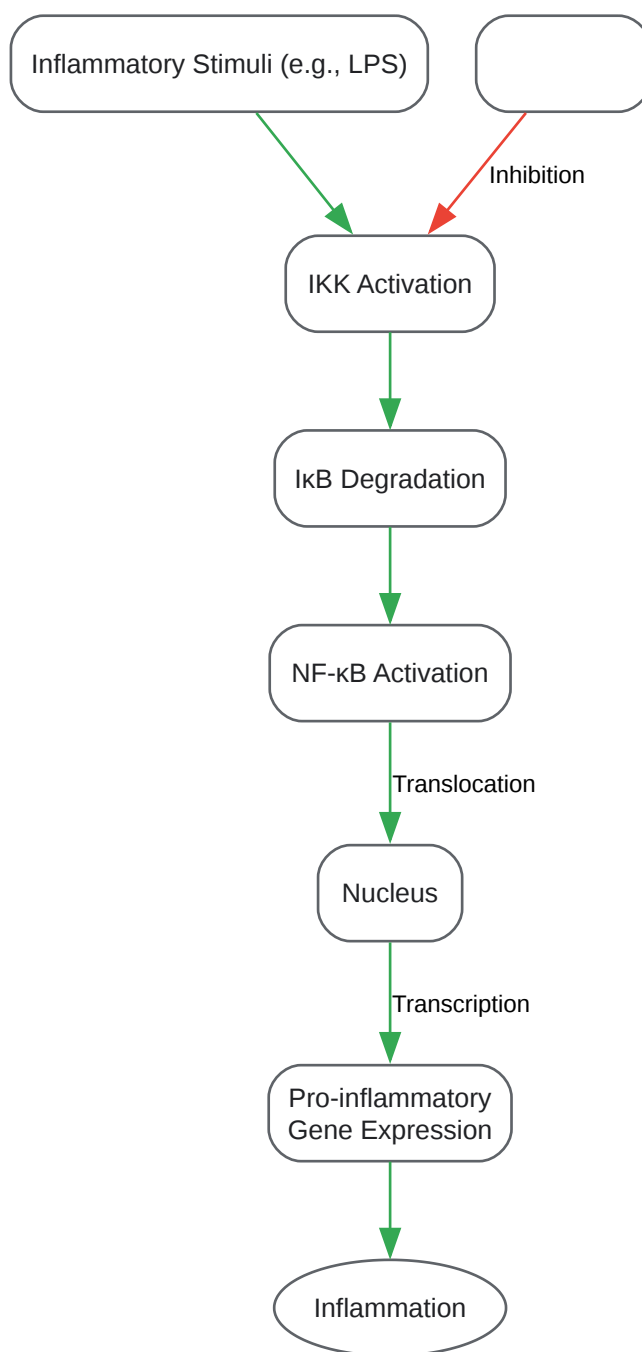 Inflammatory Stimuli (e.g., LPS)
Inhibition
IKK Activation
IκB Degradation
NF-κB Activation
Translocation
Nucleus
Transcription
Pro-inflammatory
Gene Expression
Inflammation